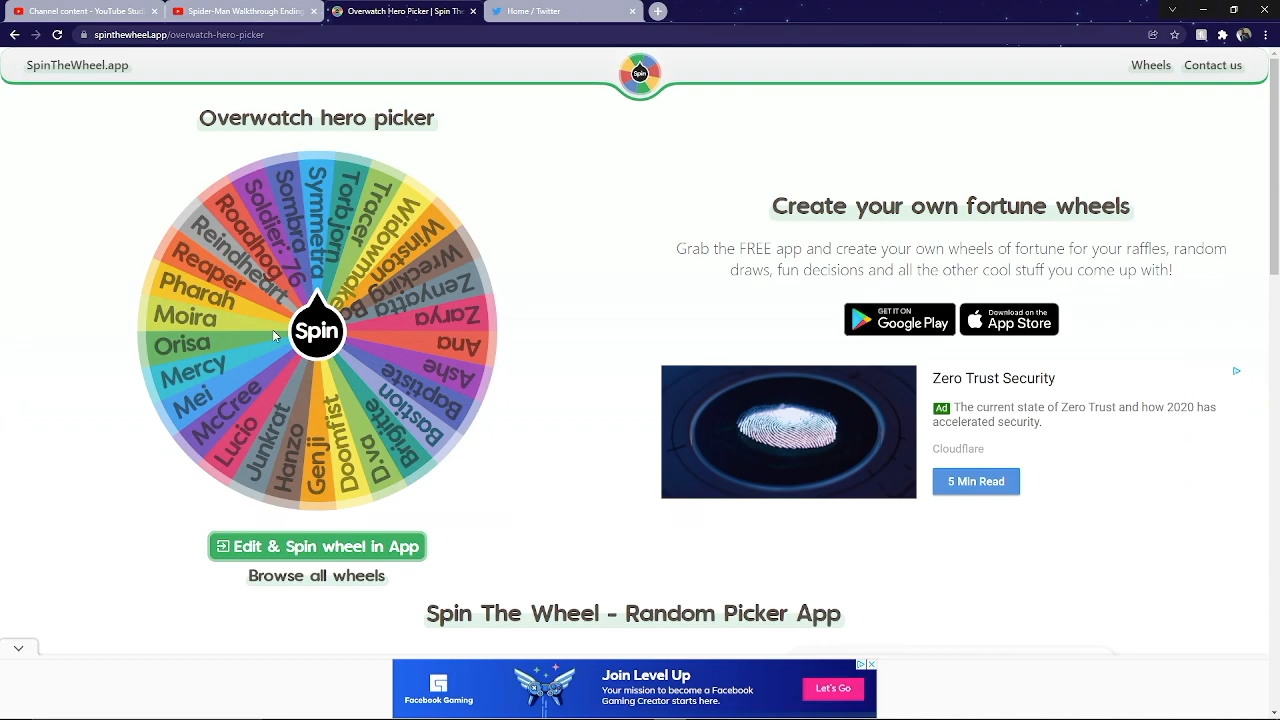 Channel content - YouTube Stud
Spider-Man Walkthrough Ending
Overwatch Hero Picker | Spin The
Home / Twitter
spinthewheel.app/overwatch-hero-picker
SpinTheWheel.app
Spin
Wheels
Contact us
Overwatch hero picker
Symmetra
Torbjorn
Tracer
Widowmake
Winston
Wrecking Ba
Zenyatta
Zarya
Ana
Ashe
Baptiste
Bastion
Brigitte
D.va
Doomfist
Genji
Hanzo
Junkrat
Lucio
McCree
Mei
Mercy
Orisa
Moira
Pharah
Reaper
Reindheart
Roadhog
Soldier: 76
Sombra
Spin
Edit & Spin wheel in App
Browse all wheels
Create your own fortune wheels
Grab the FREE app and create your own wheels of fortune for your raffles, random
draws, fun decisions and all the other cool stuff you come up with!
GET IT ON
Google Play
Download on the
App Store
Zero Trust Security
Ad The current state of Zero Trust and how 2020 has
accelerated security.
Cloudflare
5 Min Read
Spin The Wheel - Random Picker App
Facebook Gaming
Join Level Up
Your mission to become a Facebook
Gaming Creator starts here.
Let's Go